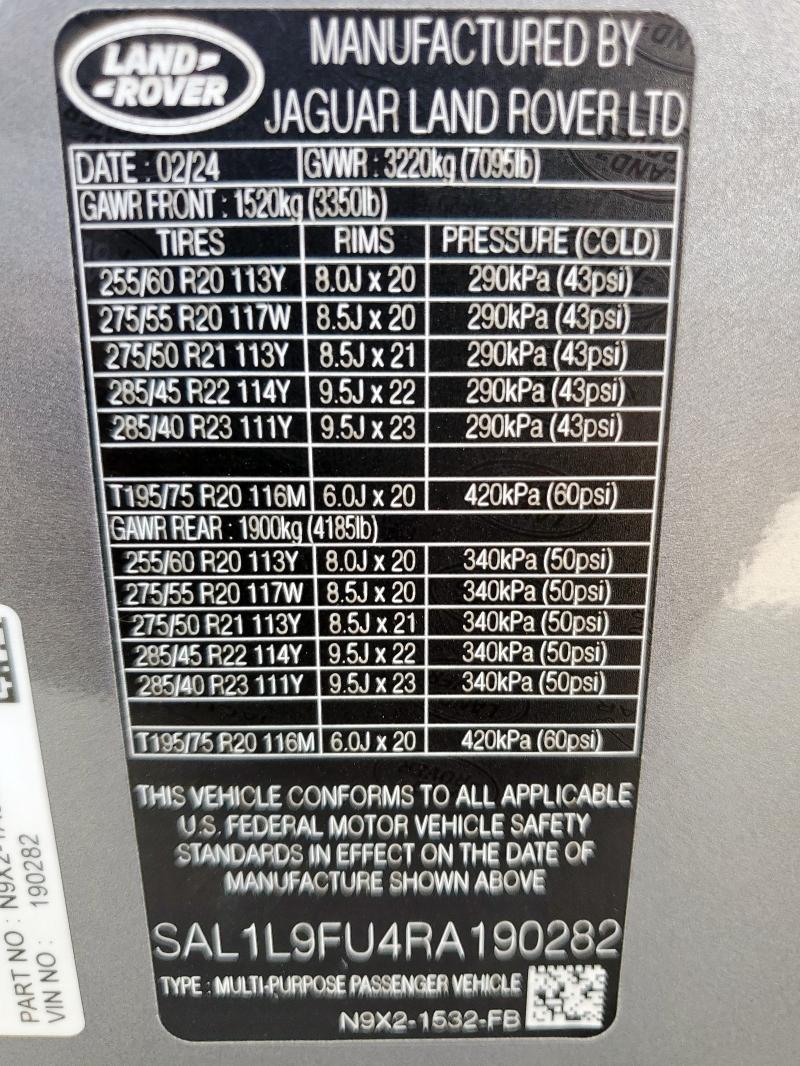 LAND-
-ROVER
MANUFACTURED BY
JAGUAR LAND ROVER LTD
DATE : 02/24 GVWR : 3220kg (7095lb)
GAWR FRONT : 1520kg (3350lb)
TIRES RIMS PRESSURE (COLD)
255/60 R20 113Y 8.0J x 20 290kPa (43psi)
275/55 R20 117W 8.5J x 20 290kPa (43psi)
275/50 R21 113Y 8.5J x 21 290kPa (43psi)
285/45 R22 114Y 9.5J x 22 290kPa (43psi)
285/40 R23 111Y 9.5J x 23 290kPa (43psi)
T195/75 R20 116M 6.0J x 20 420kPa (60psi)
GAWR REAR : 1900kg (4185lb)
255/60 R20 113Y 8.0J x 20 340kPa (50psi)
275/55 R20 117W 8.5J x 20 340kPa (50psi)
275/50 R21 113Y 8.5J x 21 340kPa (50psi)
285/45 R22 114Y 9.5J x 22 340kPa (50psi)
285/40 R23 111Y 9.5J x 23 340kPa (50psi)
T195/75 R20 116M 6.0J x 20 420kPa (60psi)
THIS VEHICLE CONFORMS TO ALL APPLICABLE
U.S. FEDERAL MOTOR VEHICLE SAFETY
STANDARDS IN EFFECT ON THE DATE OF
MANUFACTURE SHOWN ABOVE
SAL1L9FU4RA190282
TYPE : MULTI-PURPOSE PASSENGER VEHICLE
N9X2-1532-FB
PART NO :
VIN NO : 190282